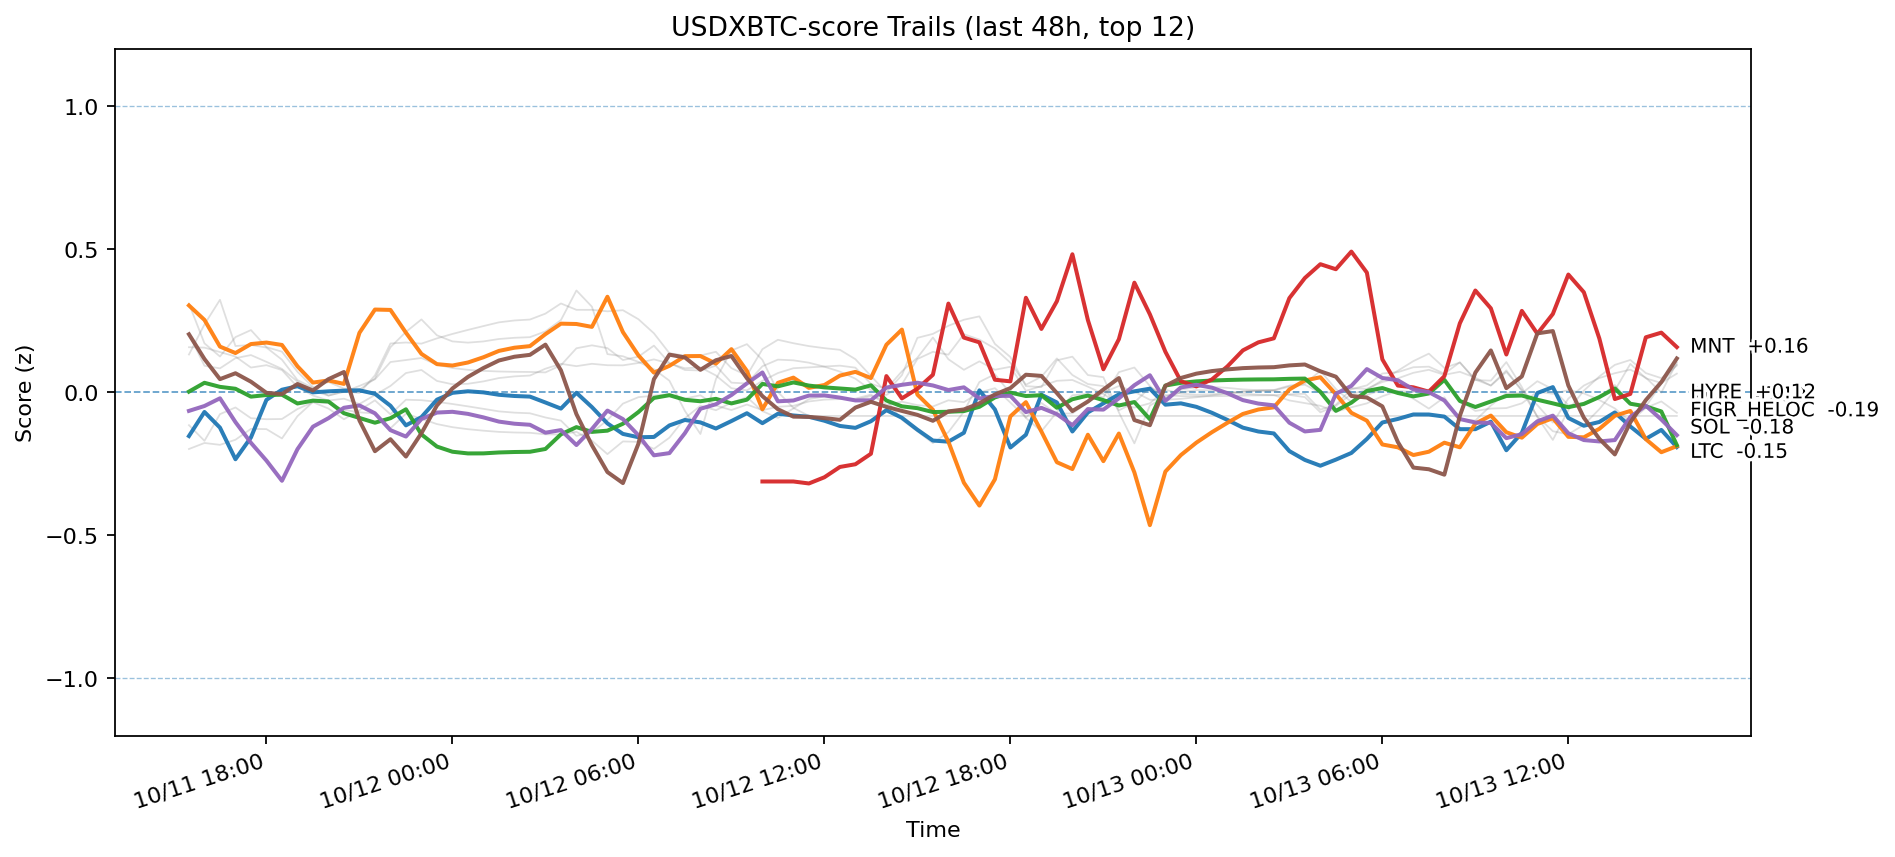 USDXBTC-score Trails (last 48h, top 12)
Score (z)
1.0
0.5
0.0
−0.5
−1.0
MNT +0.16
HYPE +0.12
FIGR_HELOC -0.19
SOL -0.18
LTC -0.15
10/11 18:00
10/12 00:00
10/12 06:00
10/12 12:00
10/12 18:00
10/13 00:00
10/13 06:00
10/13 12:00
Time